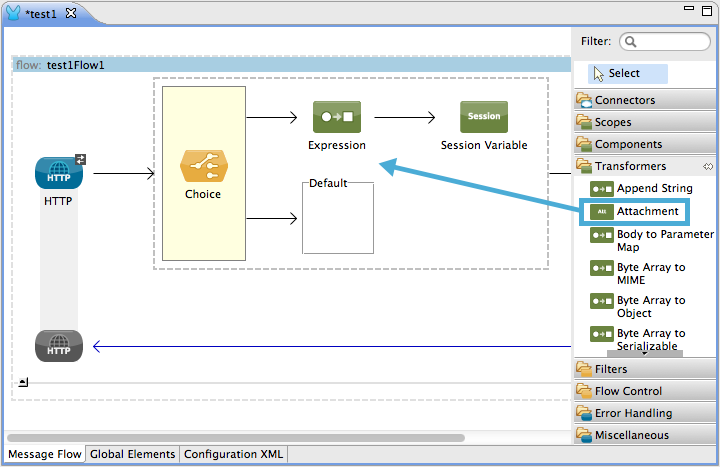 *test1
Filter:
flow: test1Flow1
Select
Connectors
Scopes
Session
Components
Expression
Session Variable
Transformers
HTTP
HTTP
Choice
Default
Append String
Att
Attachment
Body to Parameter
Map
Byte Array to
MIME
Byte Array to
Object
Byte Array to
Serializable
HTTP
Filters
Flow Control
Error Handling
Miscellaneous
Message Flow
Global Elements
Configuration XML